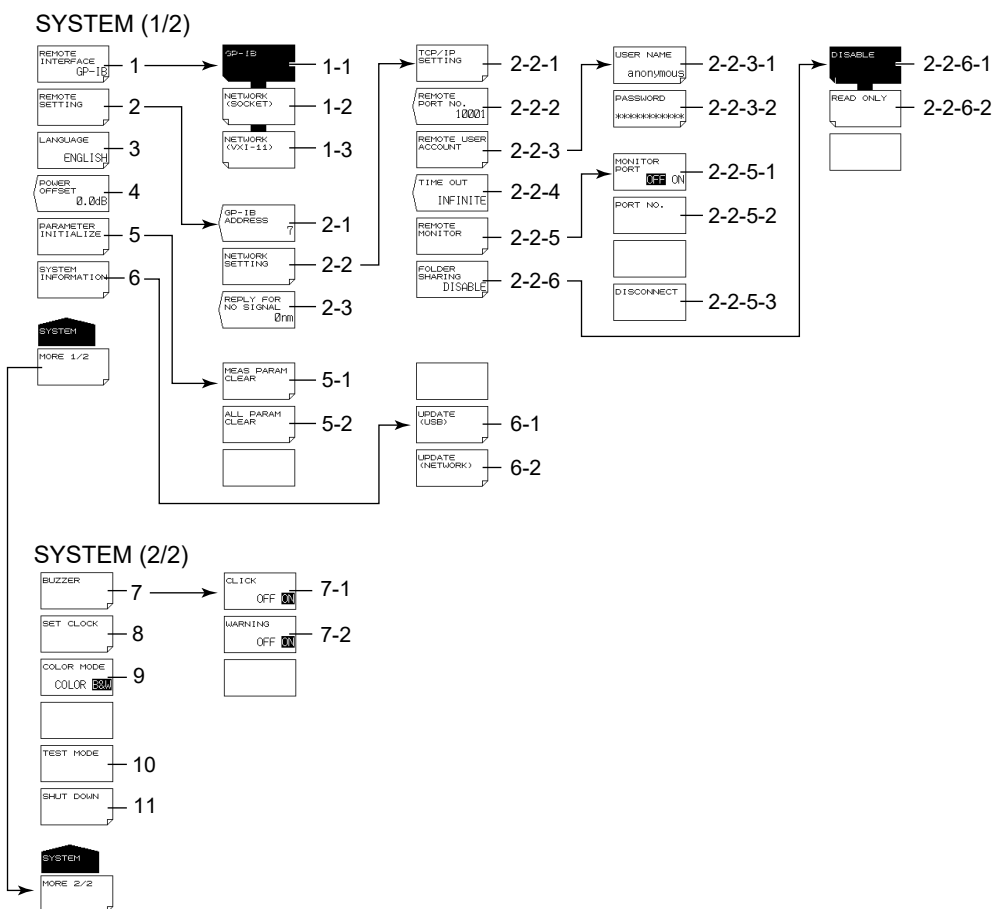 SYSTEM (1/2)
REMOTE
INTERFACE
GP-IB
1
REMOTE
SETTING
2
LANGUAGE
ENGLISH
3
POWER
OFFSET
0.0dB
4
PARAMETER
INITIALIZE
5
SYSTEM
INFORMATION
6
SYSTEM
MORE 1/2
GP-IB
1-1
NETWORK
(SOCKET)
1-2
NETWORK
(VXI-11)
1-3
GP-IB
ADDRESS
7
2-1
NETWORK
SETTING
2-2
REPLY FOR
NO SIGNAL
0nm
2-3
MEAS PARAM
CLEAR
5-1
ALL PARAM
CLEAR
5-2
TCP/IP
SETTING
2-2-1
REMOTE
PORT NO.
10001
2-2-2
REMOTE USER
ACCOUNT
2-2-3
TIME OUT
INFINITE
2-2-4
REMOTE
MONITOR
2-2-5
FOLDER
SHARING
DISABLE
2-2-6
UPDATE
(USB)
6-1
UPDATE
(NETWORK)
6-2
USER NAME
anonymous
2-2-3-1
PASSWORD
***********
2-2-3-2
MONITOR
PORT
OFF ON
2-2-5-1
PORT NO.
2-2-5-2
DISCONNECT
2-2-5-3
DISABLE
2-2-6-1
READ ONLY
2-2-6-2
SYSTEM (2/2)
BUZZER
7
SET CLOCK
8
COLOR MODE
COLOR B&W
9
TEST MODE
10
SHUT DOWN
11
SYSTEM
MORE 2/2
CLICK
OFF ON
7-1
WARNING
OFF ON
7-2